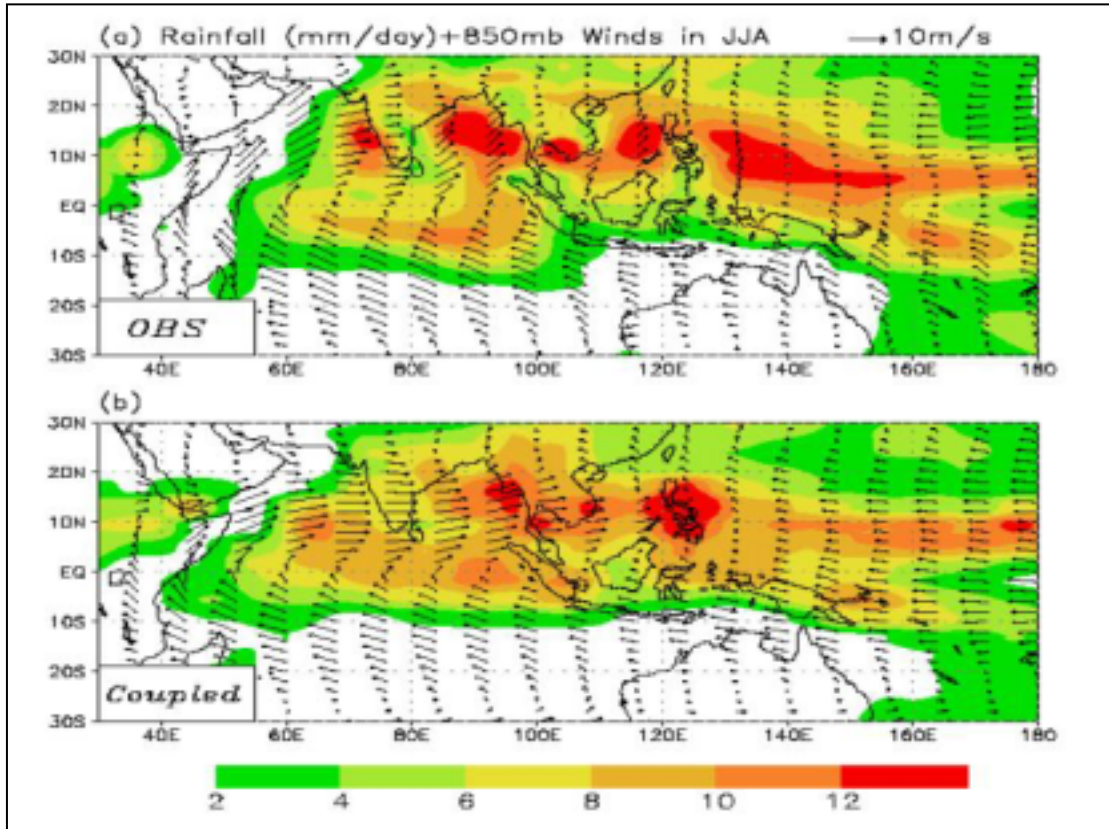 (a) Rainfall (mm/day)+850mb Winds in JJA →10m/s
30N
20N
10N
EQ
10S
20S
30S
OBS
40E 60E 80E 100E 120E 140E 160E 180
(b)
30N
20N
10N
EQ
10S
20S
30S
Coupled
40E 60E 80E 100E 120E 140E 160E 180
2 4 6 8 10 12